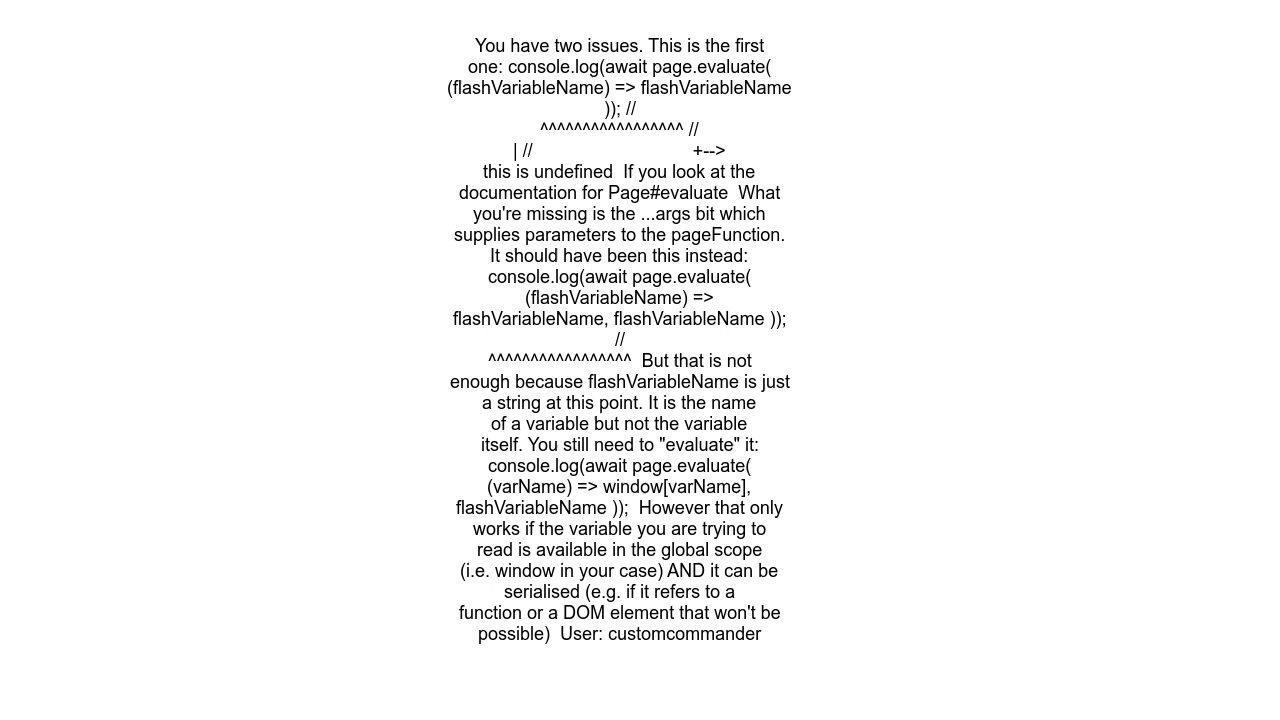 You have two issues. This is the first
one: console.log(await page.evaluate(
(flashVariableName) => flashVariableName
)); //
^^^^^^^^^^^^^^^^^ //
| // +-->
this is undefined  If you look at the
documentation for Page#evaluate  What
you're missing is the ...args bit which
supplies parameters to the pageFunction.
It should have been this instead:
console.log(await page.evaluate(
(flashVariableName) =>
flashVariableName, flashVariableName ));
//
^^^^^^^^^^^^^^^^^  But that is not
enough because flashVariableName is just
a string at this point. It is the name
of a variable but not the variable
itself. You still need to "evaluate" it:
console.log(await page.evaluate(
(varName) => window[varName],
flashVariableName ));  However that only
works if the variable you are trying to
read is available in the global scope
(i.e. window in your case) AND it can be
serialised (e.g. if it refers to a
function or a DOM element that won't be
possible)  User: customcommander